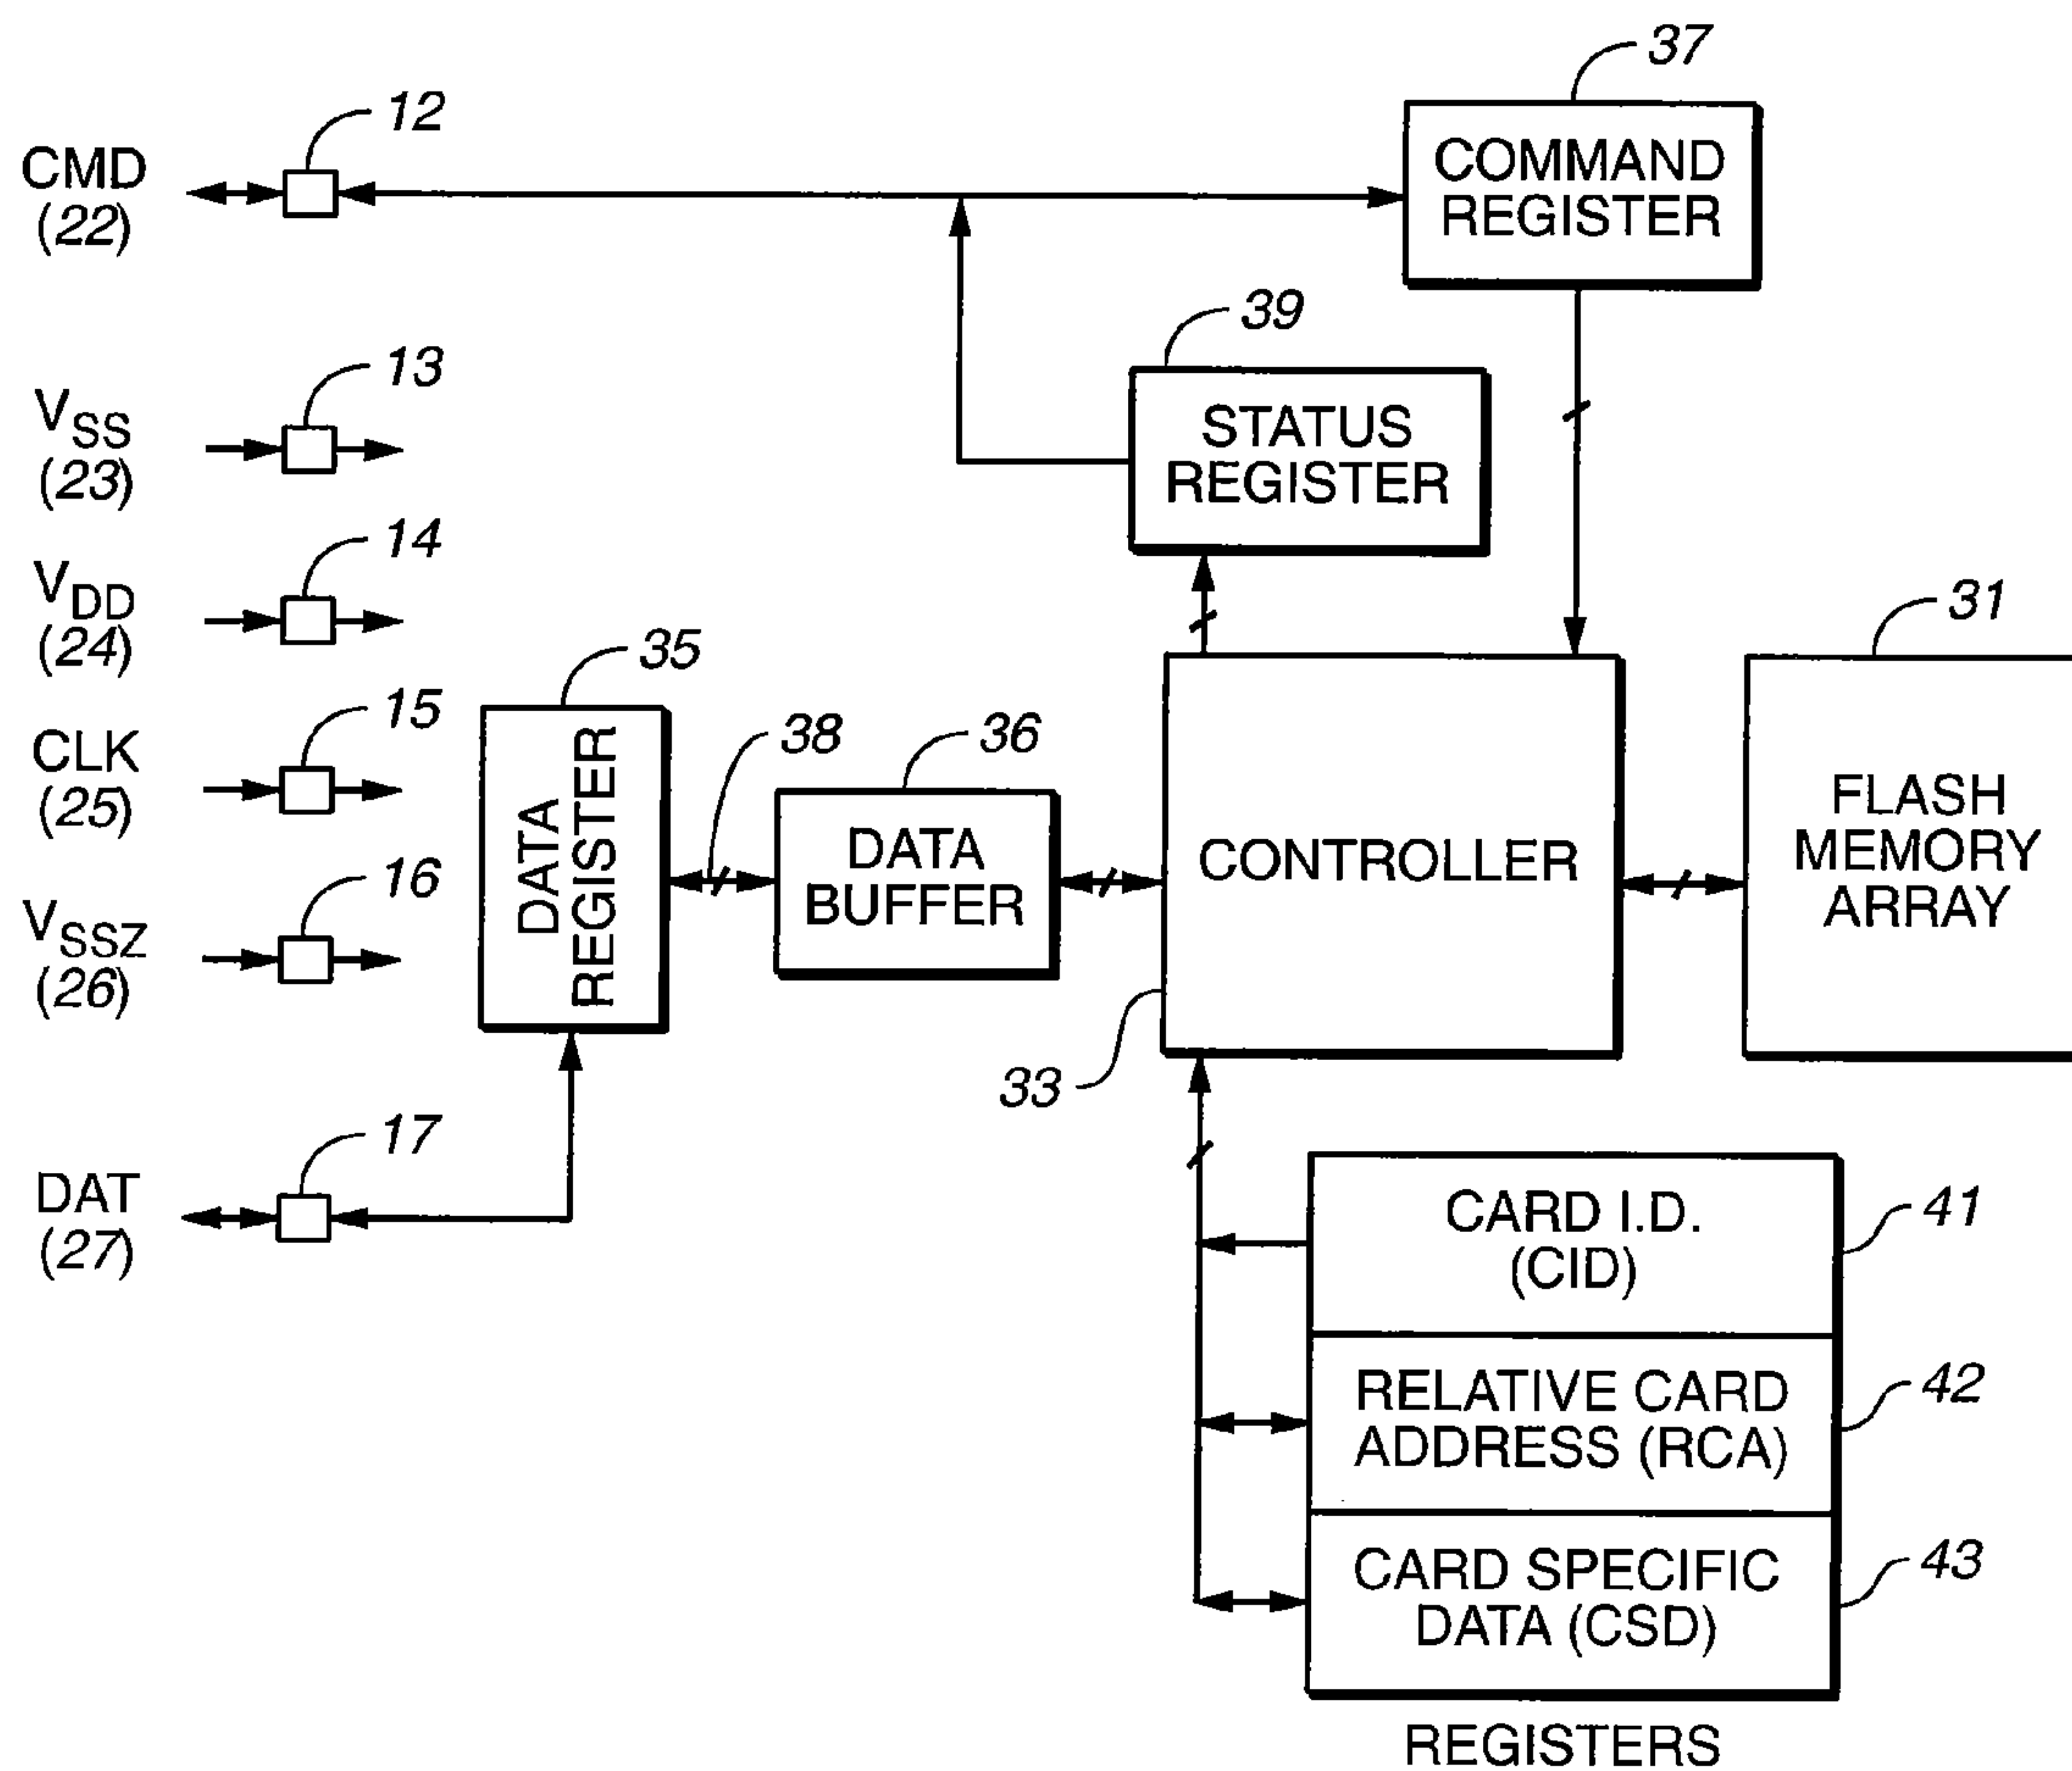 37
12
CMD
(22)
COMMAND
REGISTER
39
13
VSS
(23)
STATUS
REGISTER
14
VDD
(24)
31
35
15
CLK
(25)
38
36
DATA
REGISTER
DATA
BUFFER
CONTROLLER
FLASH
MEMORY
ARRAY
16
VSSZ
(26)
33
17
DAT
(27)
CARD I.D.
(CID)
41
RELATIVE CARD
ADDRESS (RCA)
42
CARD SPECIFIC
DATA (CSD)
43
REGISTERS